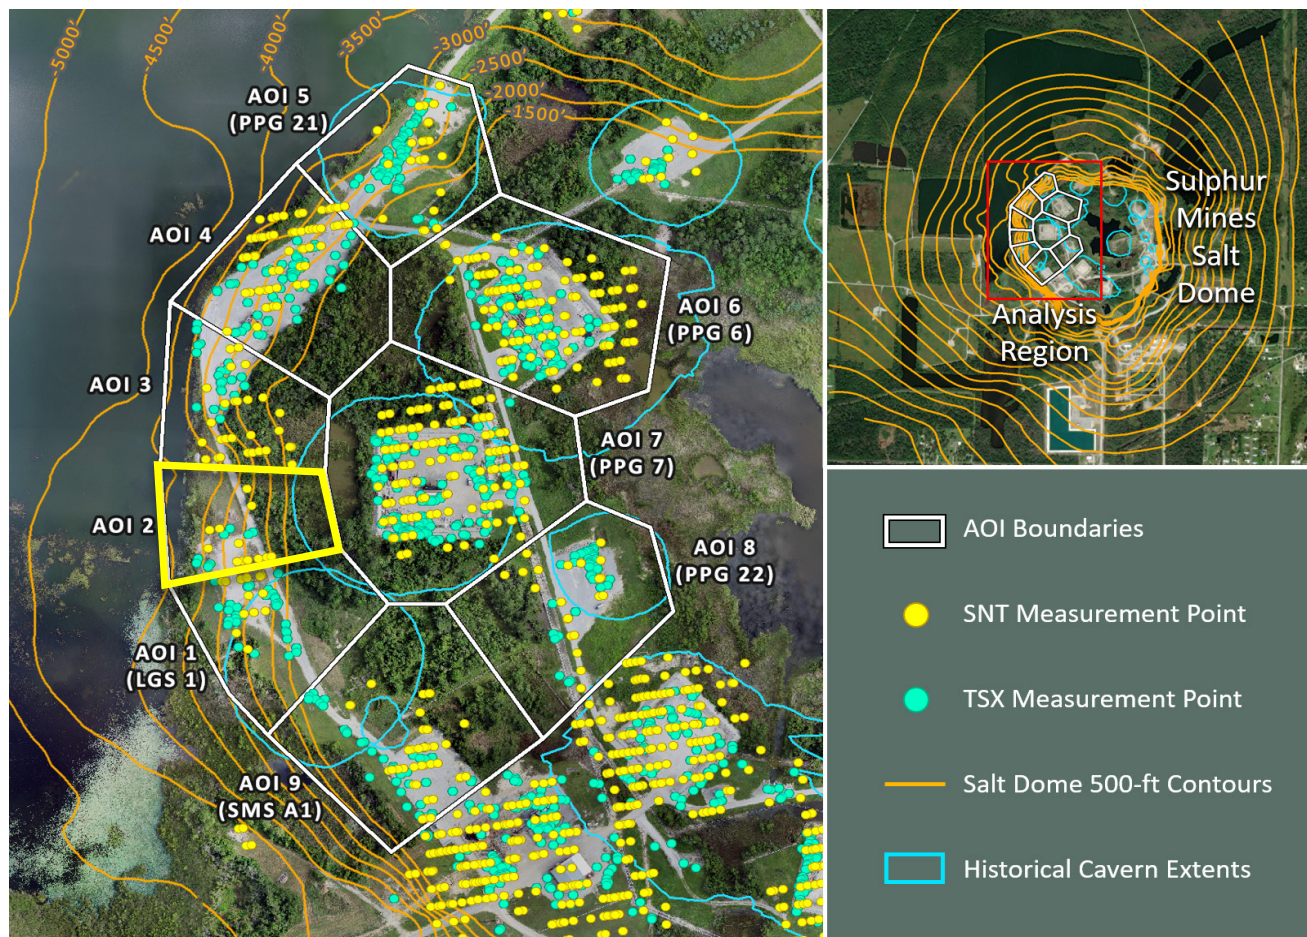 -5000'
-4500'
-4000'
-3500'
-3000'
-2500'
-2000'
-1500'
AOI 5
(PPG 21)
AOI 4
AOI 3
AOI 2
AOI 1
(LGS 1)
AOI 9
(SMS A1)
AOI 6
(PPG 6)
AOI 7
(PPG 7)
AOI 8
(PPG 22)
Sulphur
Mines
Salt
Dome
Analysis
Region
AOI Boundaries
SNT Measurement Point
TSX Measurement Point
Salt Dome 500-ft Contours
Historical Cavern Extents